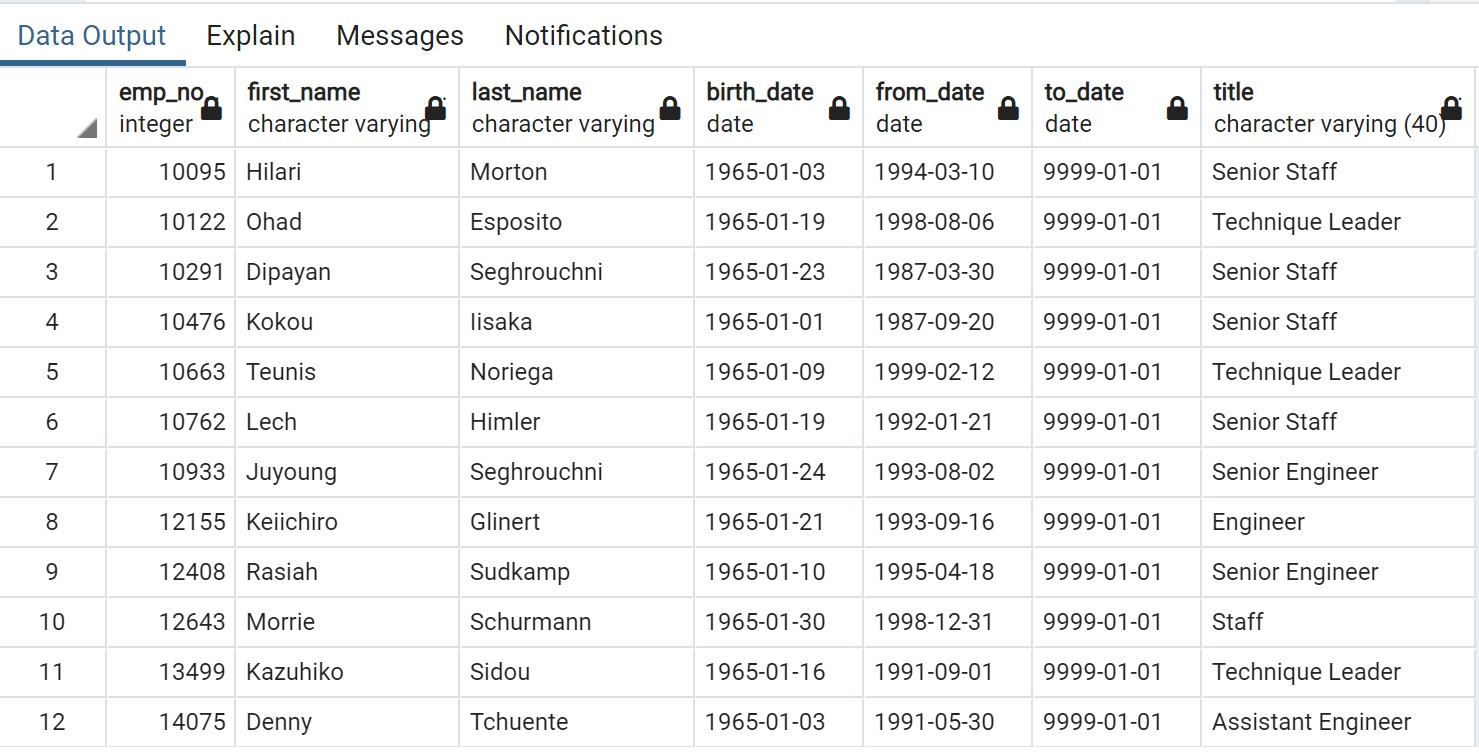 Data Output Explain Messages Notifications
emp_no first_name last_name birth_date from_date to_date title
integer character varying character varying date date date character varying (40)
1 10095 Hilari Morton 1965-01-03 1994-03-10 9999-01-01 Senior Staff
2 10122 Ohad Esposito 1965-01-19 1998-08-06 9999-01-01 Technique Leader
3 10291 Dipayan Seghrouchni 1965-01-23 1987-03-30 9999-01-01 Senior Staff
4 10476 Kokou Iisaka 1965-01-01 1987-09-20 9999-01-01 Senior Staff
5 10663 Teunis Noriega 1965-01-09 1999-02-12 9999-01-01 Technique Leader
6 10762 Lech Himler 1965-01-19 1992-01-21 9999-01-01 Senior Staff
7 10933 Juyoung Seghrouchni 1965-01-24 1993-08-02 9999-01-01 Senior Engineer
8 12155 Keiichiro Glinert 1965-01-21 1993-09-16 9999-01-01 Engineer
9 12408 Rasiah Sudkamp 1965-01-10 1995-04-18 9999-01-01 Senior Engineer
10 12643 Morrie Schurmann 1965-01-30 1998-12-31 9999-01-01 Staff
11 13499 Kazuhiko Sidou 1965-01-16 1991-09-01 9999-01-01 Technique Leader
12 14075 Denny Tchuente 1965-01-03 1991-05-30 9999-01-01 Assistant Engineer